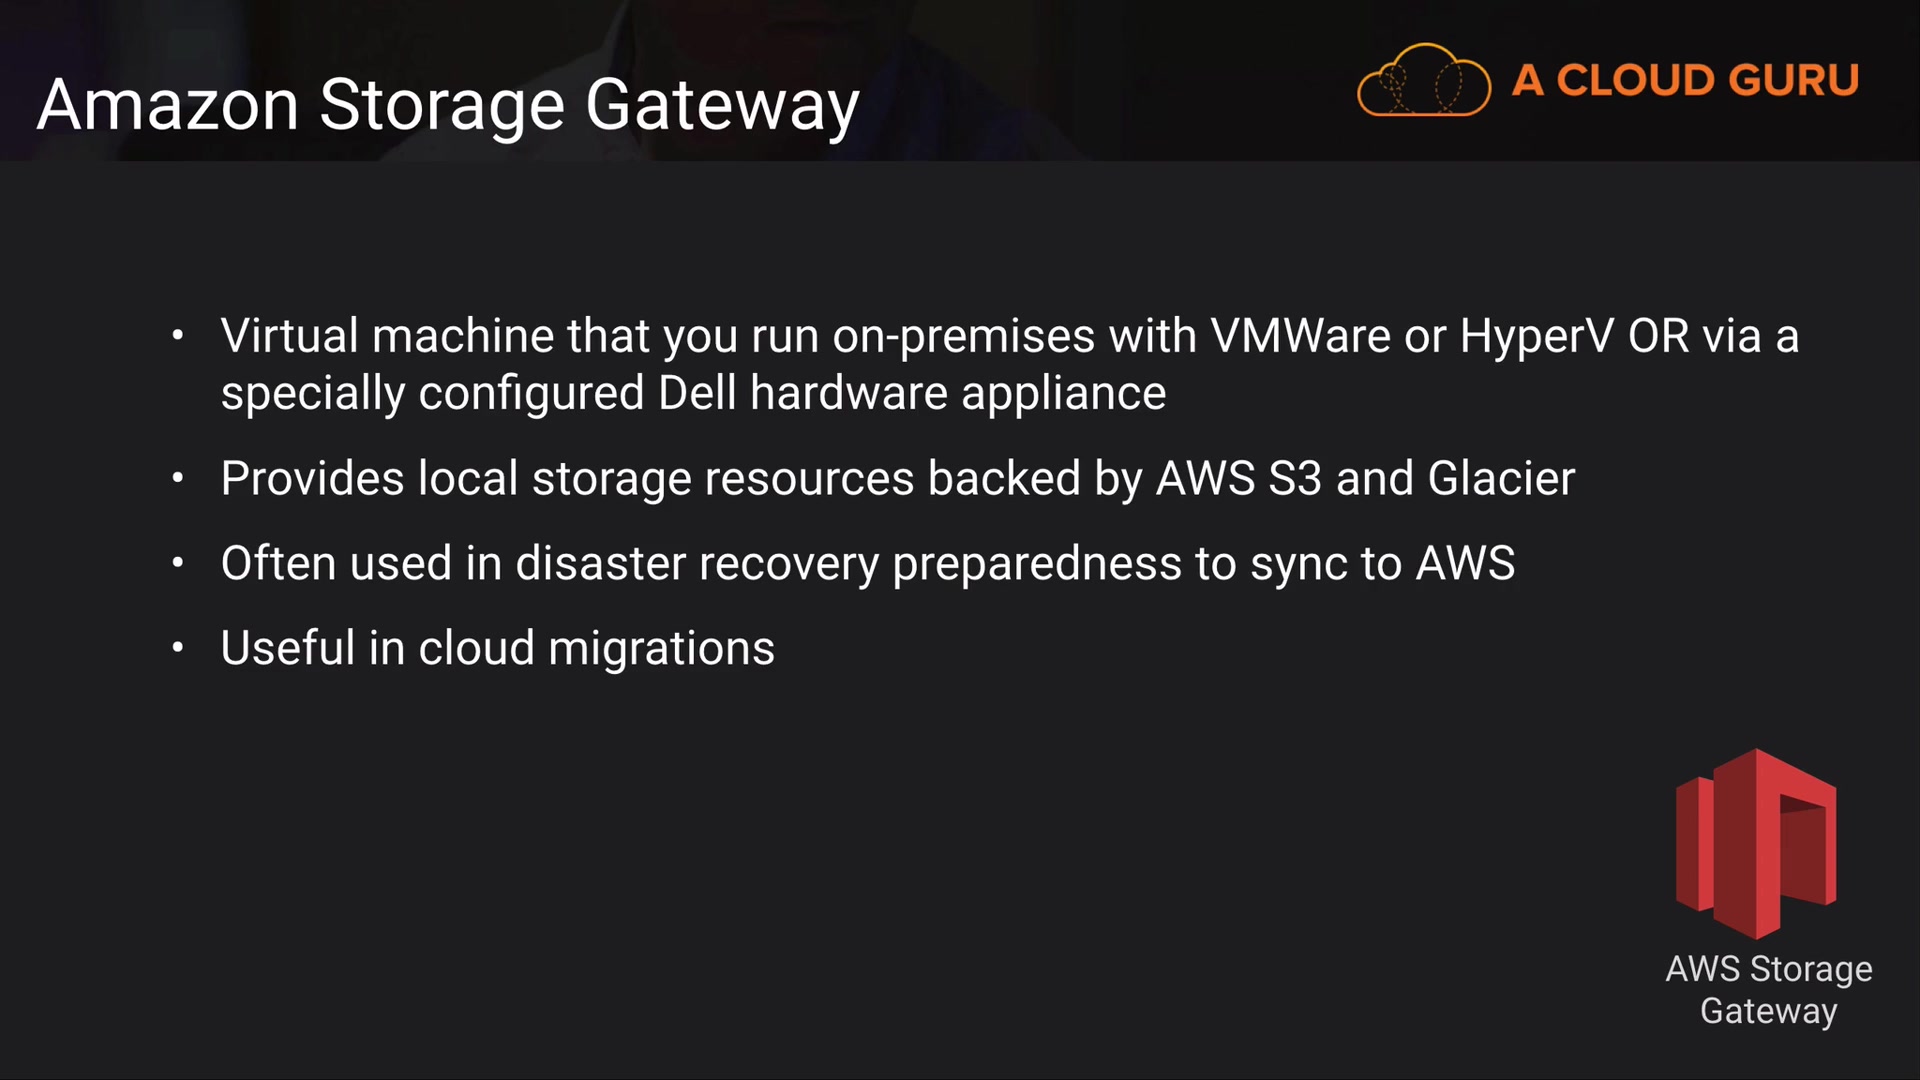 Amazon Storage Gateway
A CLOUD GURU
• Virtual machine that you run on-premises with VMWare or HyperV OR via a
specially configured Dell hardware appliance
• Provides local storage resources backed by AWS S3 and Glacier
• Often used in disaster recovery preparedness to sync to AWS
• Useful in cloud migrations
AWS Storage
Gateway